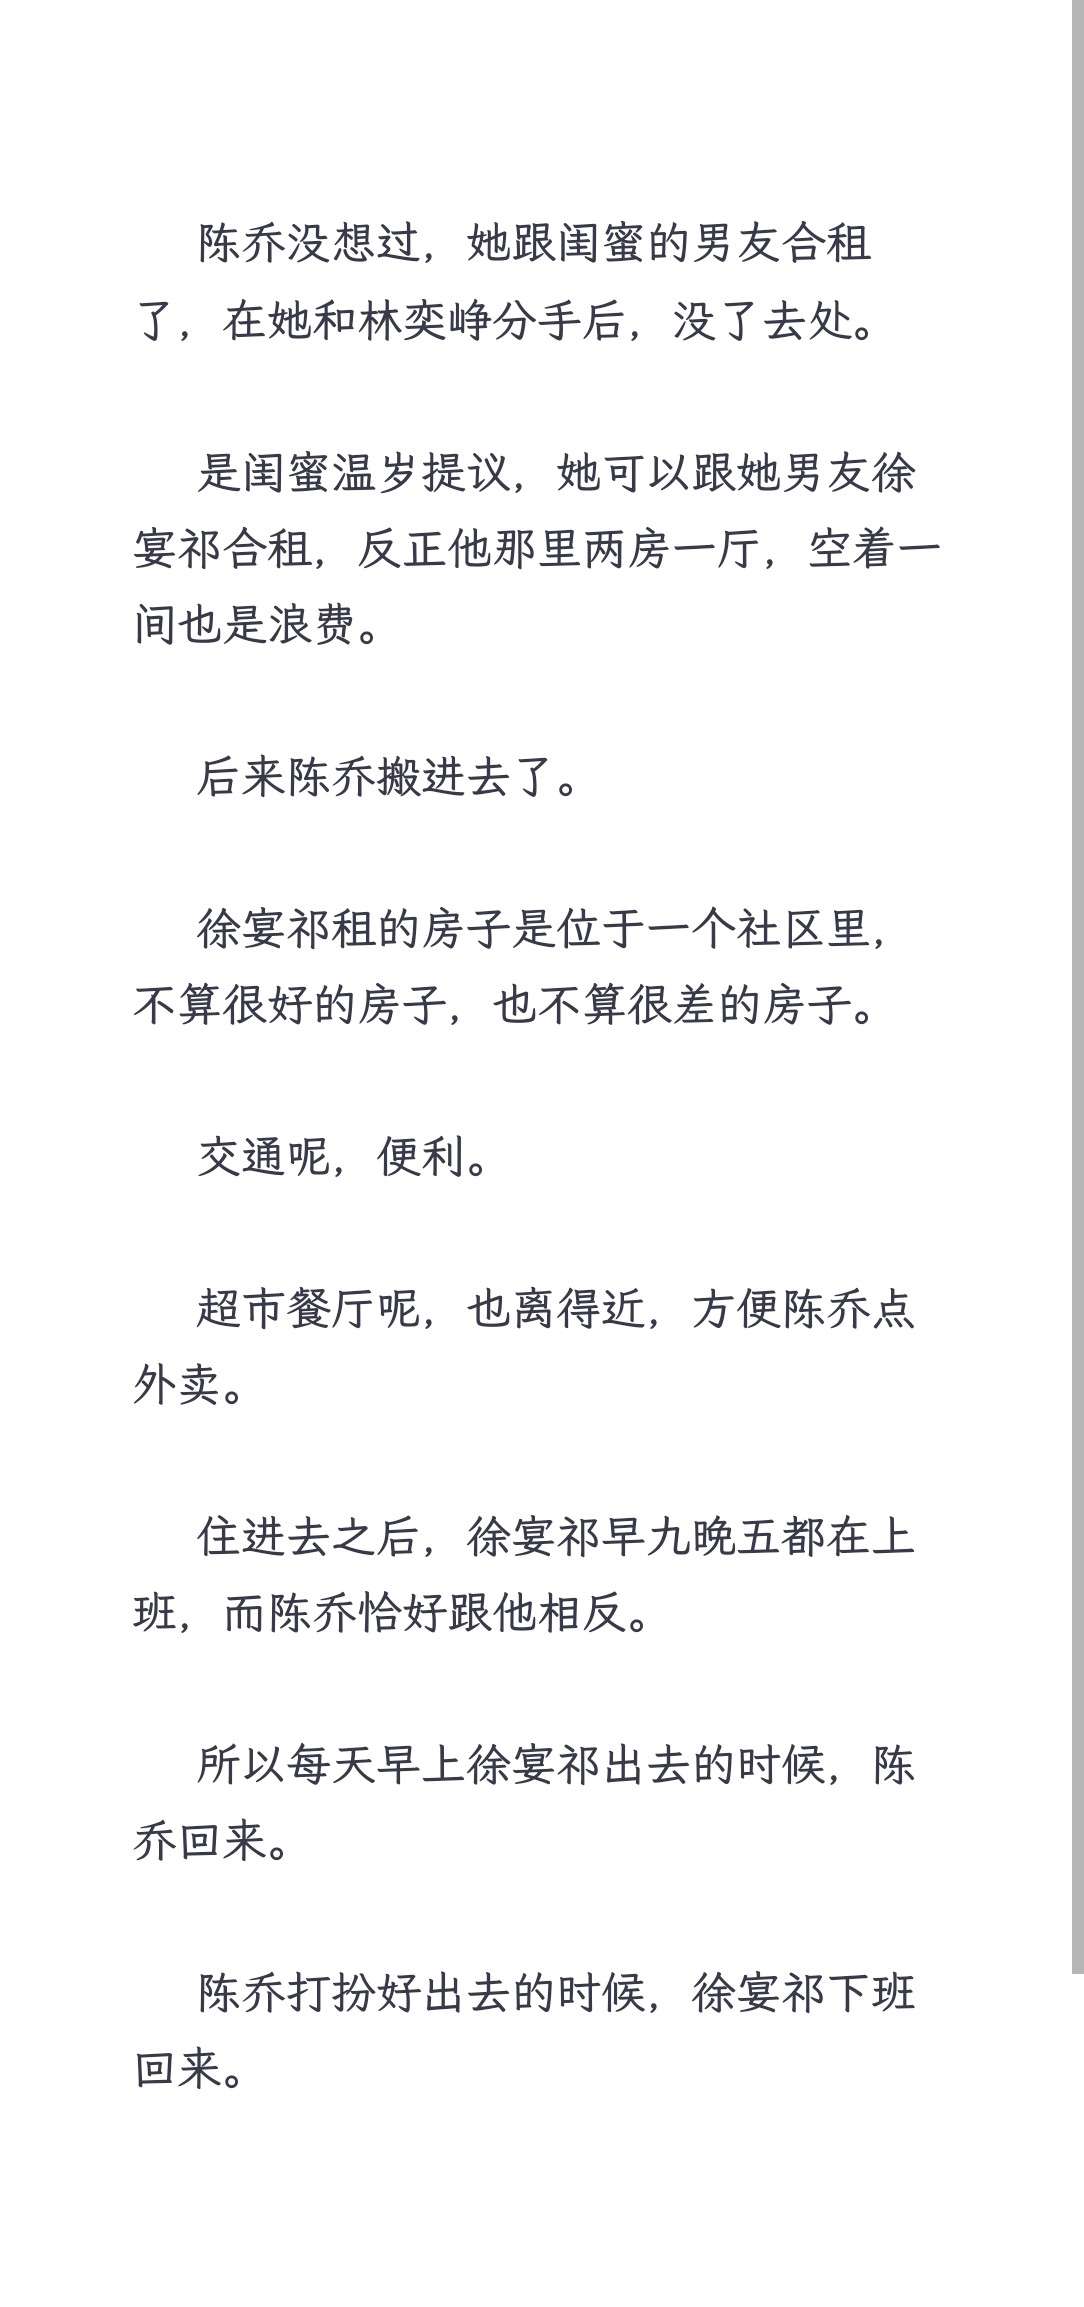 陈乔没想过，她跟闺蜜的男友合租
了，在她和林奕峥分手后，没了去处。
是闺蜜温岁提议，她可以跟她男友徐
宴祁合租，反正他那里两房一厅，空着一
间也是浪费。
后来陈乔搬进去了。
徐宴祁租的房子是位于一个社区里，
不算很好的房子，也不算很差的房子。
交通呢，便利。
超市餐厅呢，也离得近，方便陈乔点
外卖。
住进去之后，徐宴祁早九晚五都在上
班，而陈乔恰好跟他相反。
所以每天早上徐宴祁出去的时候，陈
乔回来。
陈乔打扮好出去的时候，徐宴祁下班
回来。